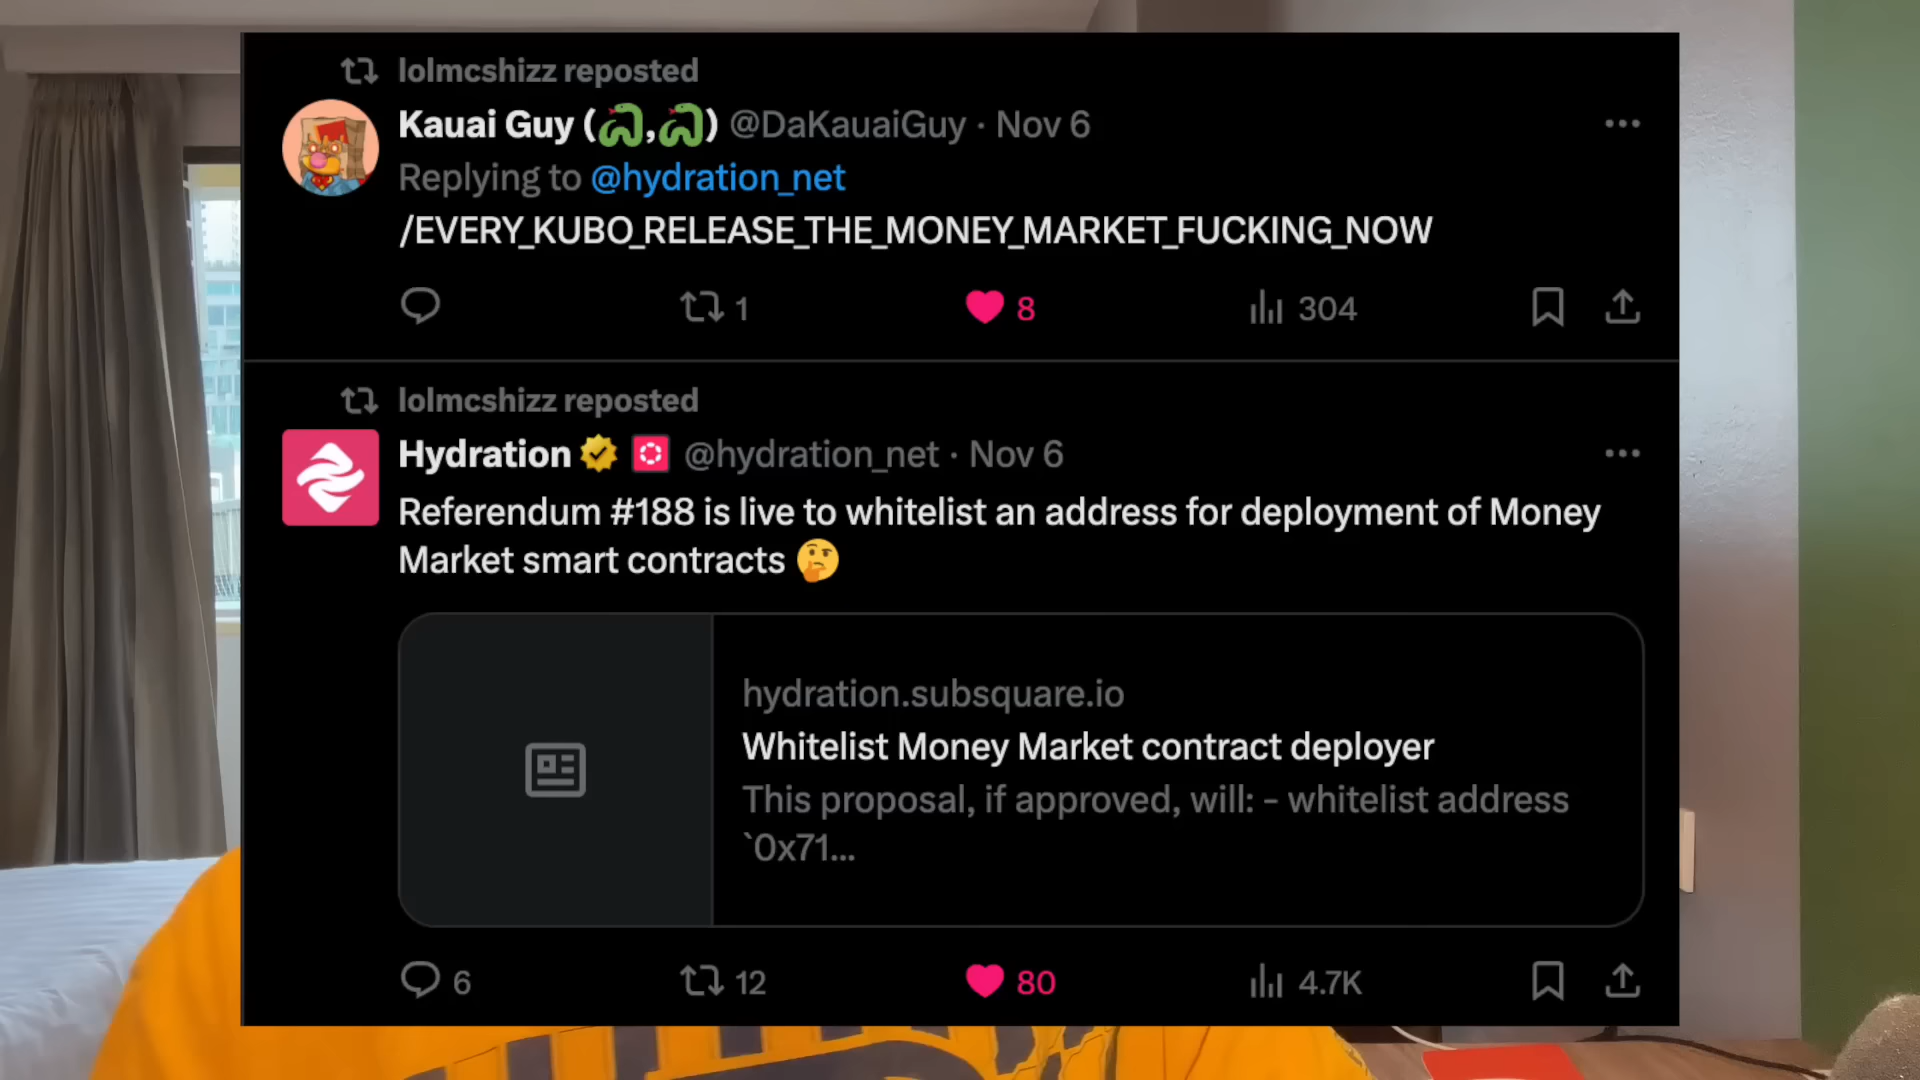 lolmcshizz reposted
Kauai Guy (🐍,🐍) @DaKauaiGuy · Nov 6
Replying to @hydration_net
/EVERY_KUBO_RELEASE_THE_MONEY_MARKET_FUCKING_NOW
1 8 304
lolmcshizz reposted
Hydration @hydration_net · Nov 6
Referendum #188 is live to whitelist an address for deployment of Money
Market smart contracts 🤔
hydration.subsquare.io
Whitelist Money Market contract deployer
This proposal, if approved, will: - whitelist address
`0x71...
6 12 80 4.7K